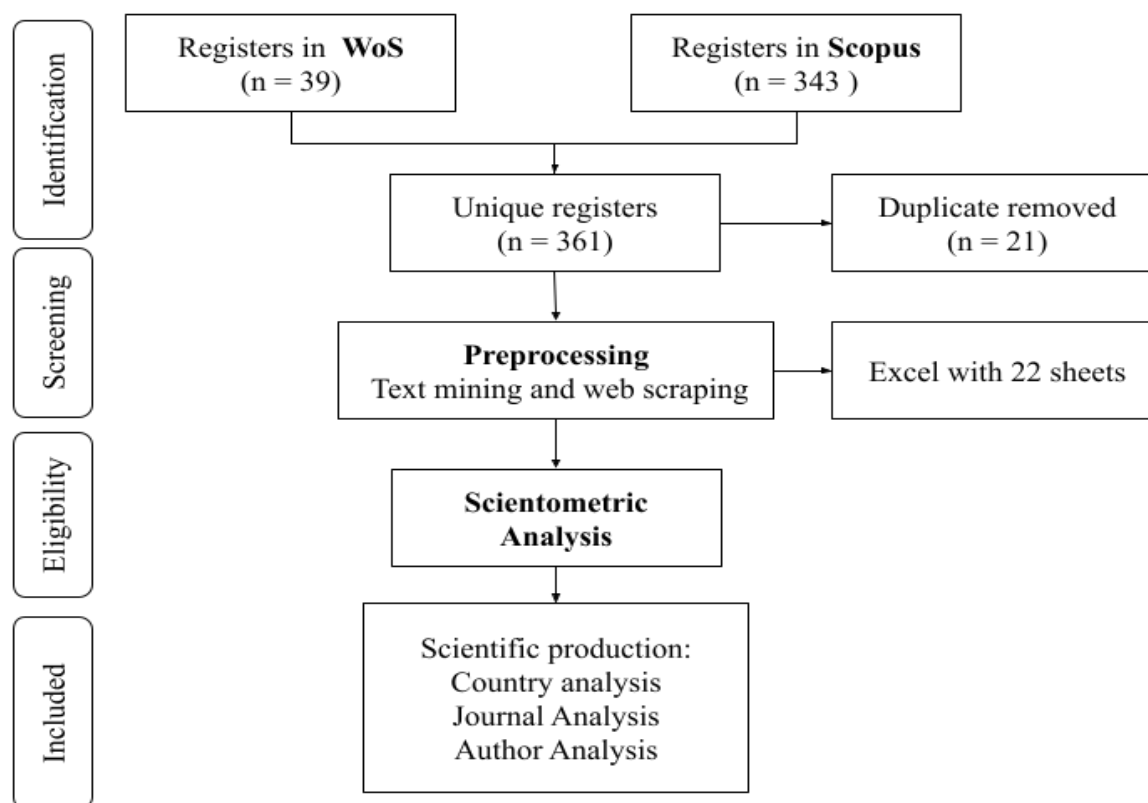 Identification
Registers in WoS
(n = 39)
Registers in Scopus
(n = 343 )
Unique registers
(n = 361)
Duplicate removed
(n = 21)
Screening
Preprocessing
Text mining and web scraping
Excel with 22 sheets
Eligibility
Scientometric
Analysis
Included
Scientific production:
Country analysis
Journal Analysis
Author Analysis